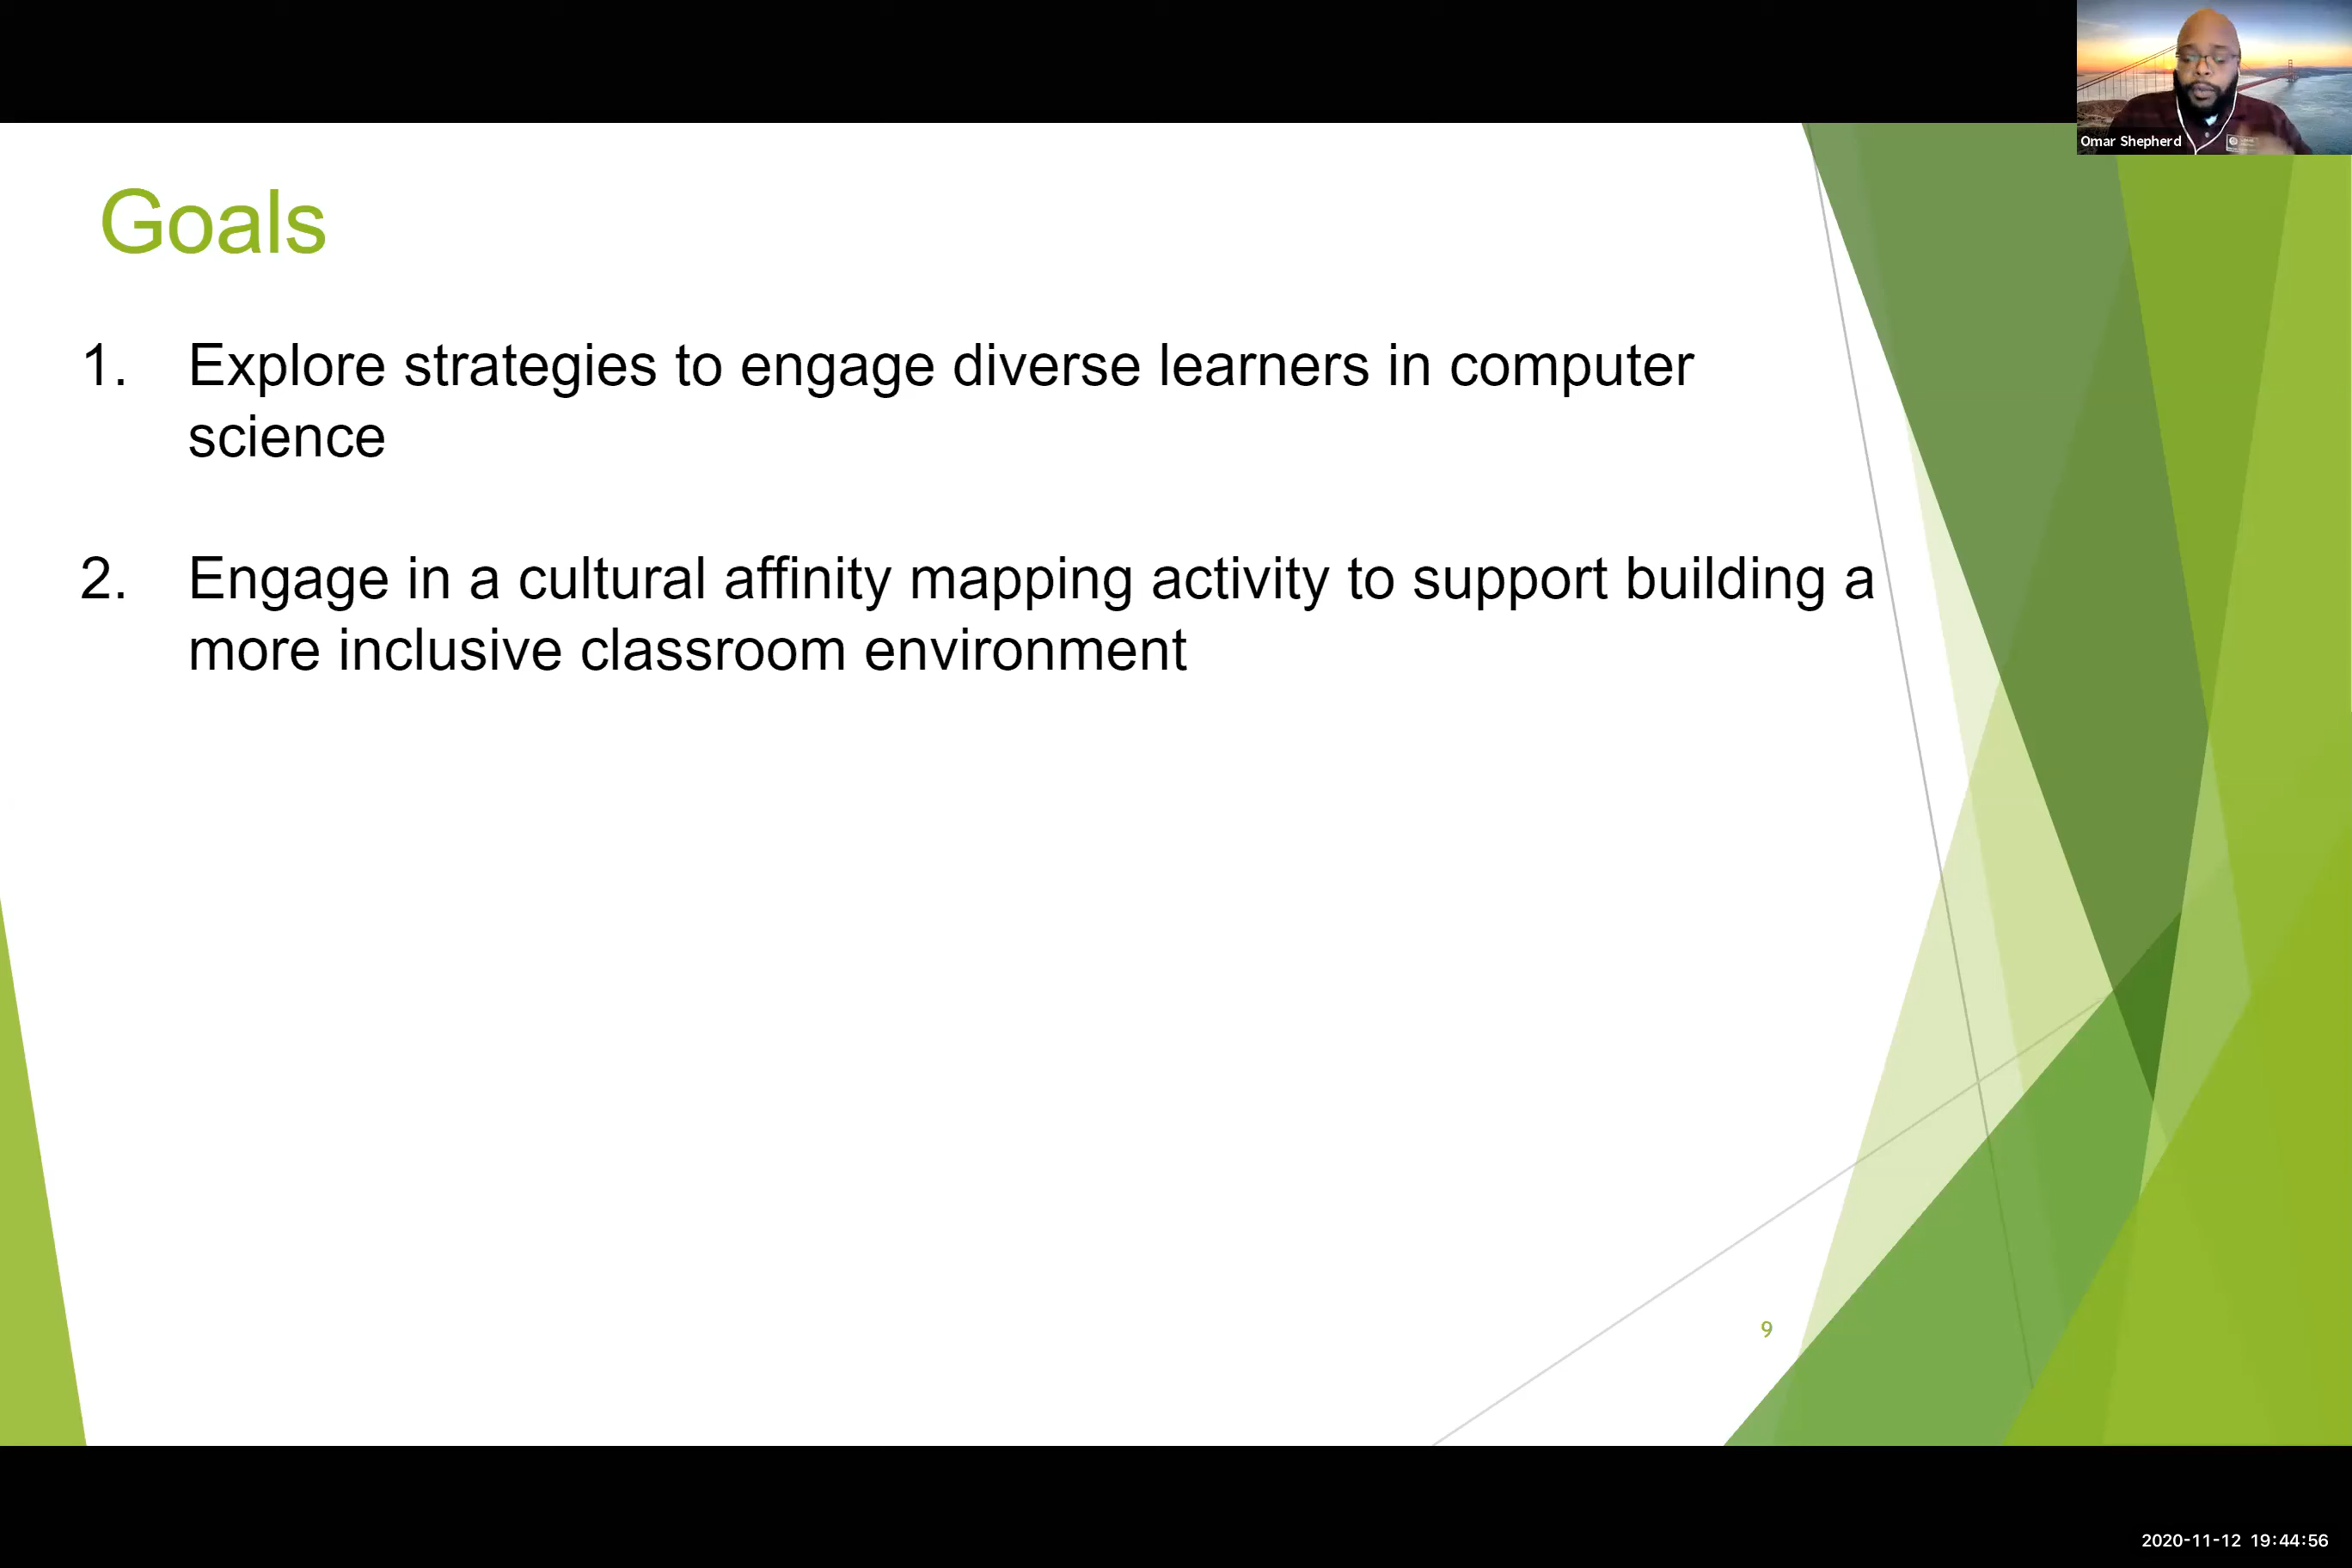 Omar Shepherd
Goals
1. Explore strategies to engage diverse learners in computer
science
2. Engage in a cultural affinity mapping activity to support building a
more inclusive classroom environment
9
2020-11-12 19:44:56